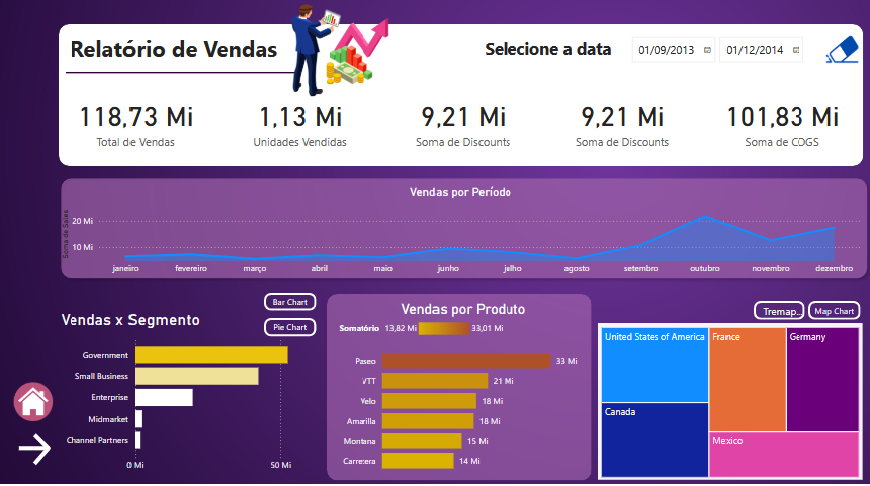 Relatório de Vendas
Selecione a data
01/09/2013
01/12/2014
118,73 Mi
Total de Vendas
1,13 Mi
Unidades Vendidas
9,21 Mi
Soma de Discounts
9,21 Mi
Soma de Discounts
101,83 Mi
Soma de COGS
Vendas por Período
Soma de Sales
20 Mi
10 Mi
janeiro
fevereiro
março
abril
maio
junho
julho
agosto
setembro
outubro
novembro
dezembro
Vendas x Segmento
Bar Chart
Pie Chart
Government
Small Business
Enterprise
Midmarket
Channel Partners
0 Mi
50 Mi
Vendas por Produto
Somatório 13,82 Mi 33,01 Mi
Paseo 33 Mi
VTT 21 Mi
Velo 18 Mi
Amarilla 18 Mi
Montana 15 Mi
Carretera 14 Mi
Tremap...
Map Chart
United States of America
France
Germany
Canada
Mexico